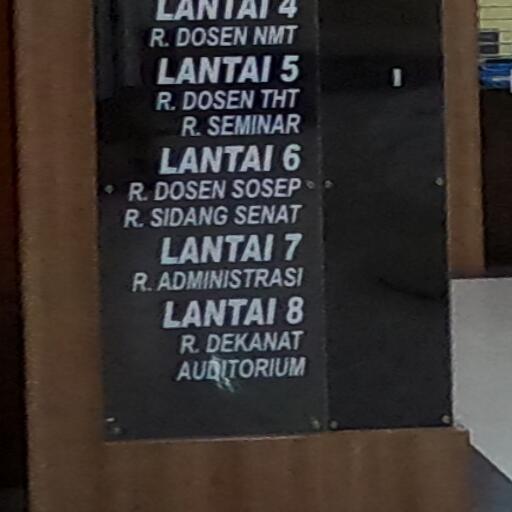 LANTAI 4
R. DOSEN NMT
LANTAI 5
R. DOSEN THT
R. SEMINAR
LANTAI 6
R. DOSEN SOSEP
R. SIDANG SENAT
LANTAI 7
R. ADMINISTRASI
LANTAI 8
R. DEKANAT
AUDITORIUM